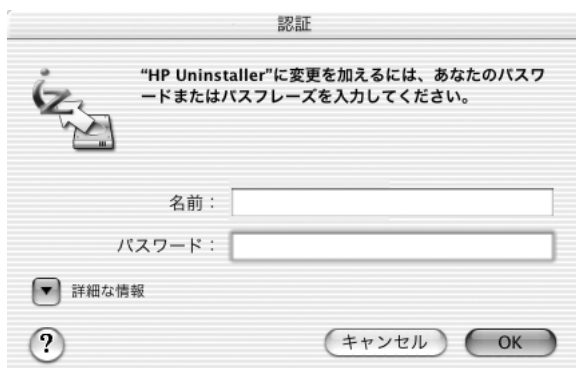 認証
“HP Uninstaller”に変更を加えるには、あなたのパスワ
ードまたはパスフレーズを入力してください。
名前：
パスワード：
詳細な情報
?
キャンセル
OK